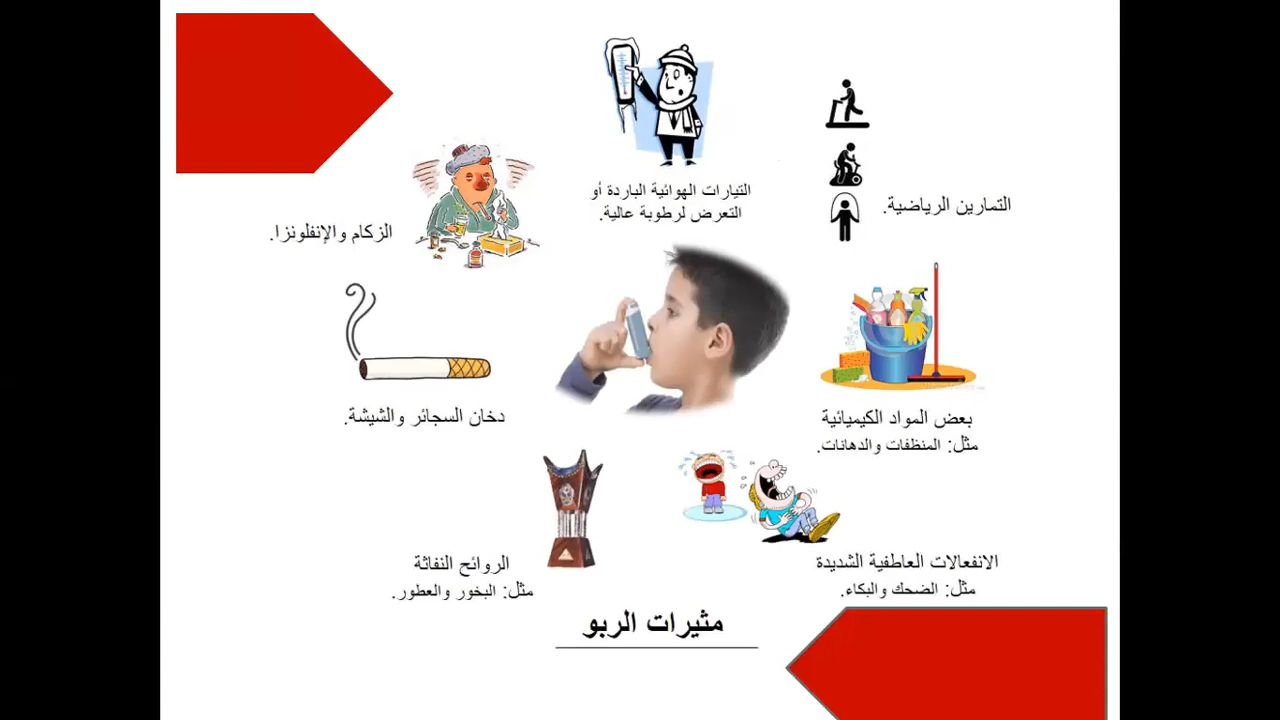 التيارات الهوائية الباردة أو
التعرض لرطوبة عالية.
التمارين الرياضية.
الزكام والإنفلونزا.
بعض المواد الكيميائية
مثل: المنظفات والدهانات.
دخان السجائر والشيشة.
الانفعالات العاطفية الشديدة
مثل: الضحك والبكاء.
الروائح النفاثة
مثل: البخور والعطور.
مثيرات الربو